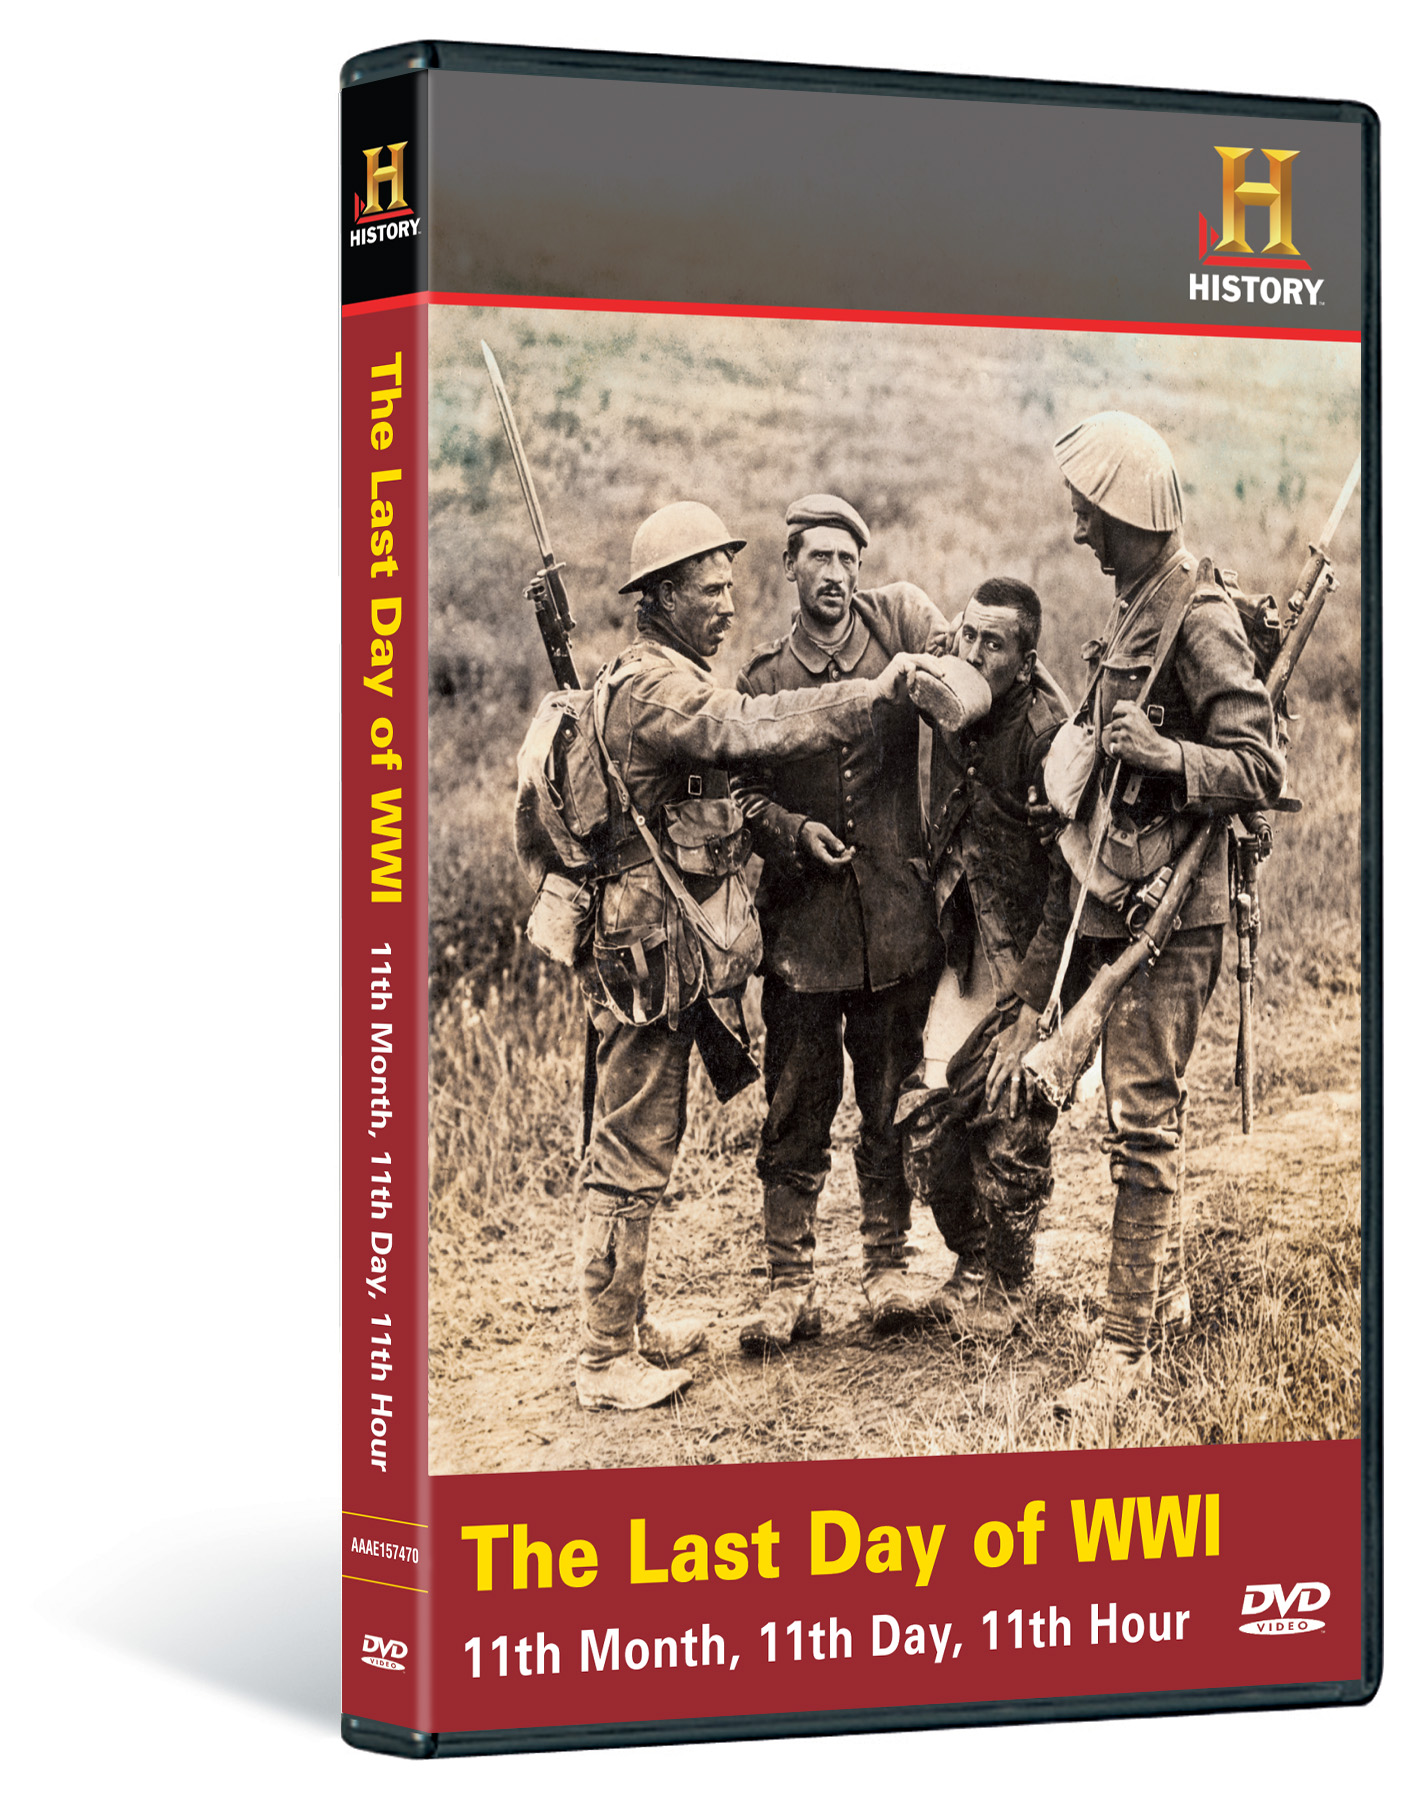 HISTORY
The Last Day of WWI 11th Month, 11th Day, 11th Hour
AAAE157470
DVD
VIDEO
HISTORY
The Last Day of WWI
11th Month, 11th Day, 11th Hour
DVD
VIDEO